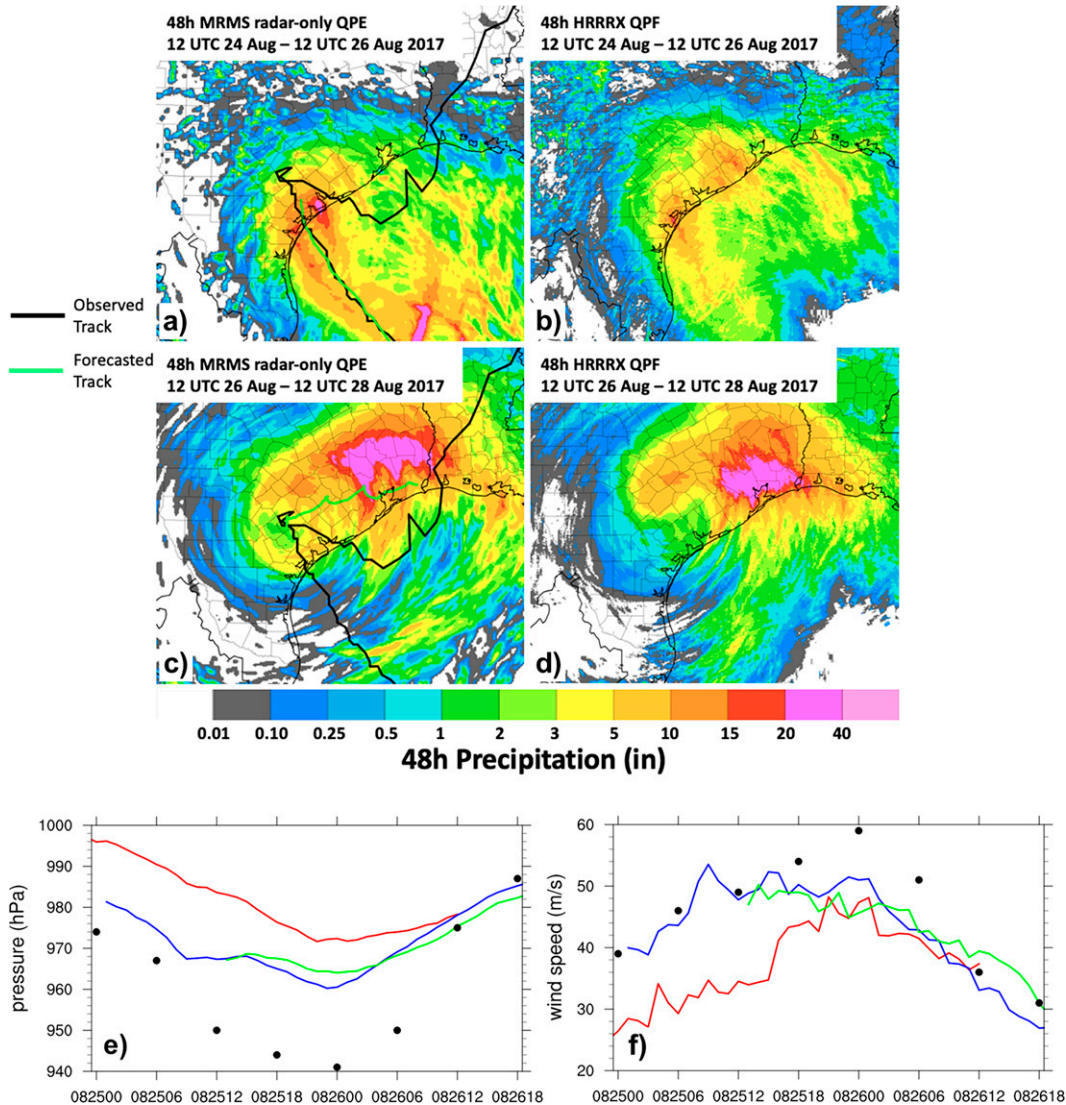 48h MRMS radar-only QPE
12 UTC 24 Aug – 12 UTC 26 Aug 2017
48h HRRRX QPF
12 UTC 24 Aug – 12 UTC 26 Aug 2017
Observed
Track
Forecasted
Track
a)
b)
48h MRMS radar-only QPE
12 UTC 26 Aug – 12 UTC 28 Aug 2017
48h HRRRX QPF
12 UTC 26 Aug – 12 UTC 28 Aug 2017
c)
d)
0.01 0.10 0.25 0.5 1 2 3 5 10 15 20 40
48h Precipitation (in)
1000
990
980
970
960
950
940
pressure (hPa)
e)
082500 082506 082512 082518 082600 082606 082612 082618
60
50
40
30
20
wind speed (m/s)
f)
082500 082506 082512 082518 082600 082606 082612 082618